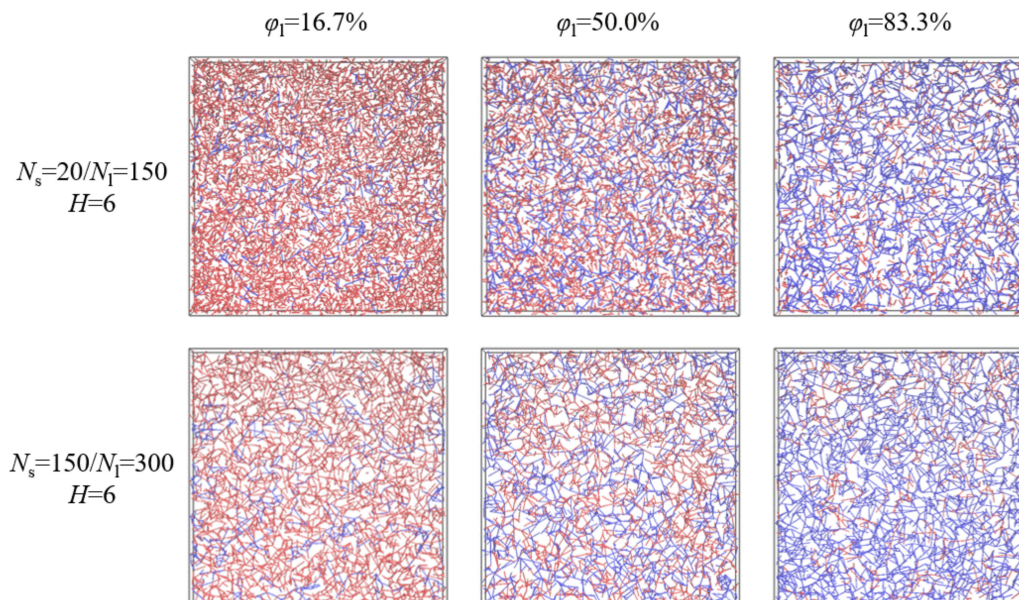 φl=16.7% φl=50.0% φl=83.3%
Ns=20/Nl=150
H=6
Ns=150/Nl=300
H=6